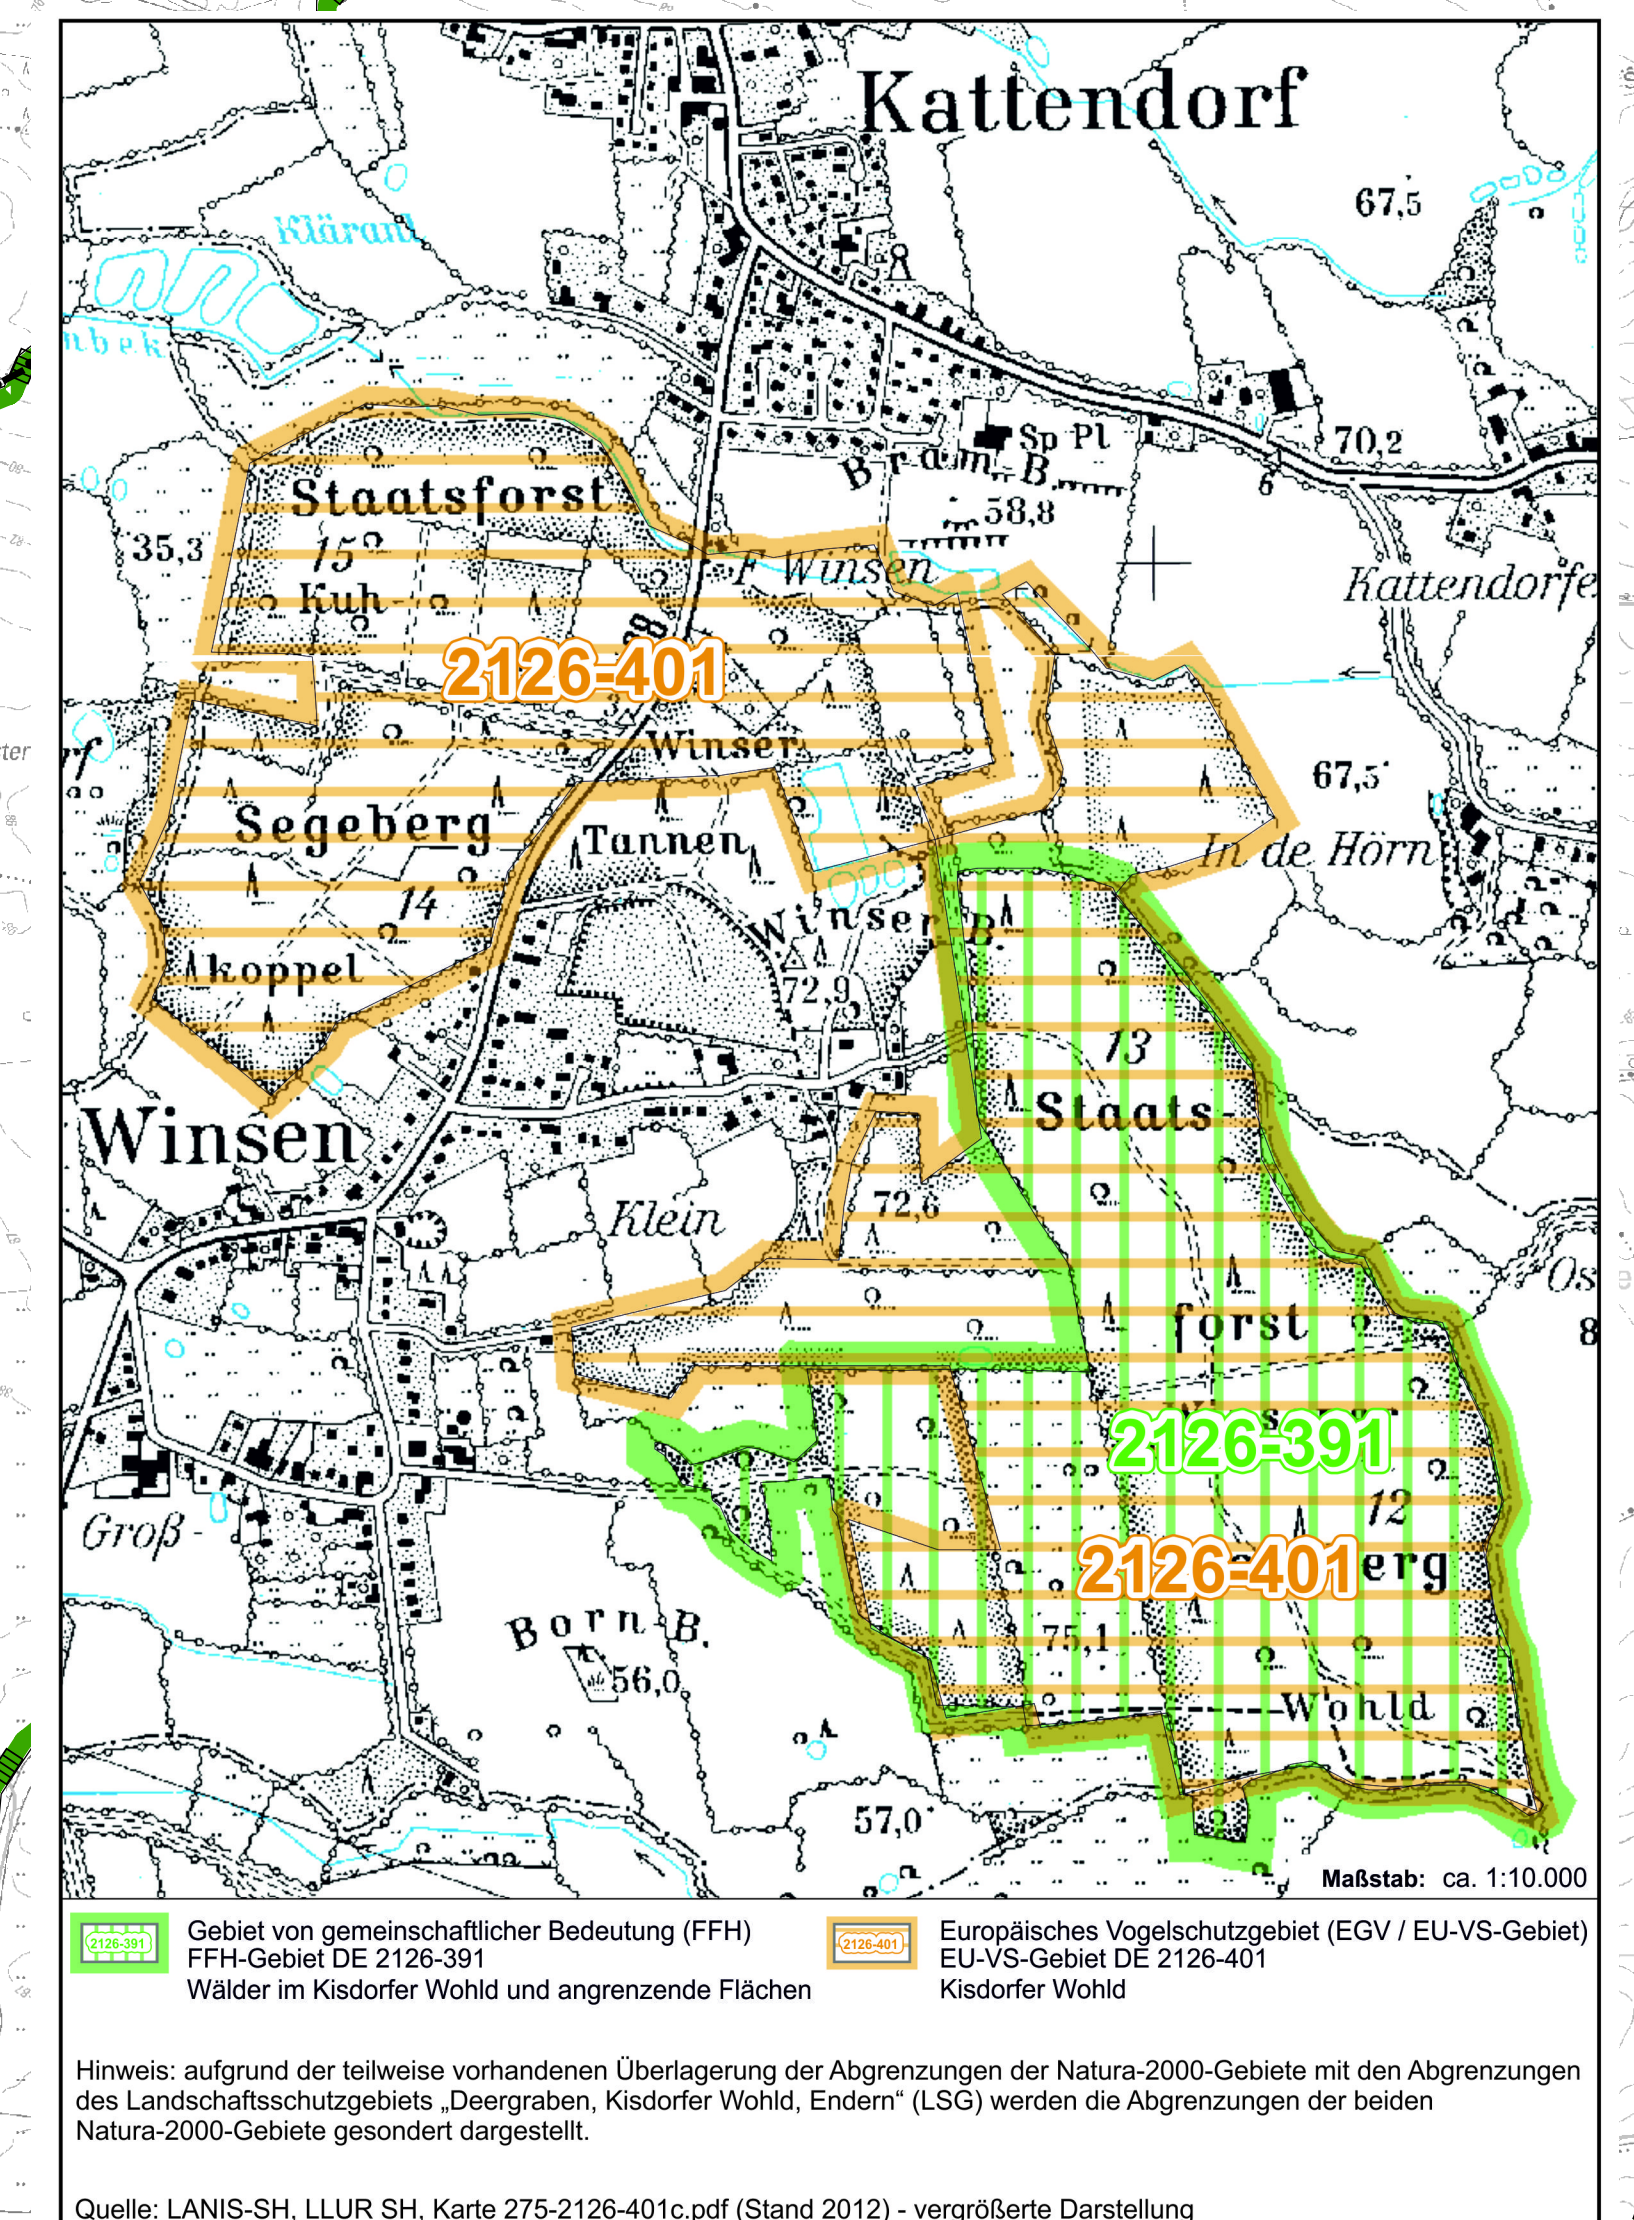 Kattendorf
67,5
Kläranl.
nbek
Sp Pl
70,2
Bram-B.
58,8
6
Staatsforst
35,3
15
F Winsen
Kuh-
Kattendorfe
2126-401
Winser
67,5
Segeberg
Tannen
In de Hörn
14
Winser B.
koppel
72,9
13
Staats-
Winsen
72,6
Klein
Os
forst
8
2126-391
12
Groß-
2126-401
erg
Born-B.
75,1
56,0
Wohld
57,0
Maßstab: ca. 1:10.000
2126-391
Gebiet von gemeinschaftlicher Bedeutung (FFH)
FFH-Gebiet DE 2126-391
Wälder im Kisdorfer Wohld und angrenzende Flächen
2126-401
Europäisches Vogelschutzgebiet (EGV / EU-VS-Gebiet)
EU-VS-Gebiet DE 2126-401
Kisdorfer Wohld
Hinweis: aufgrund der teilweise vorhandenen Überlagerung der Abgrenzungen der Natura-2000-Gebiete mit den Abgrenzungen
des Landschaftsschutzgebiets „Deergraben, Kisdorfer Wohld, Endern“ (LSG) werden die Abgrenzungen der beiden
Natura-2000-Gebiete gesondert dargestellt.
Quelle: LANIS-SH, LLUR SH, Karte 275-2126-401c.pdf (Stand 2012) - vergrößerte Darstellung